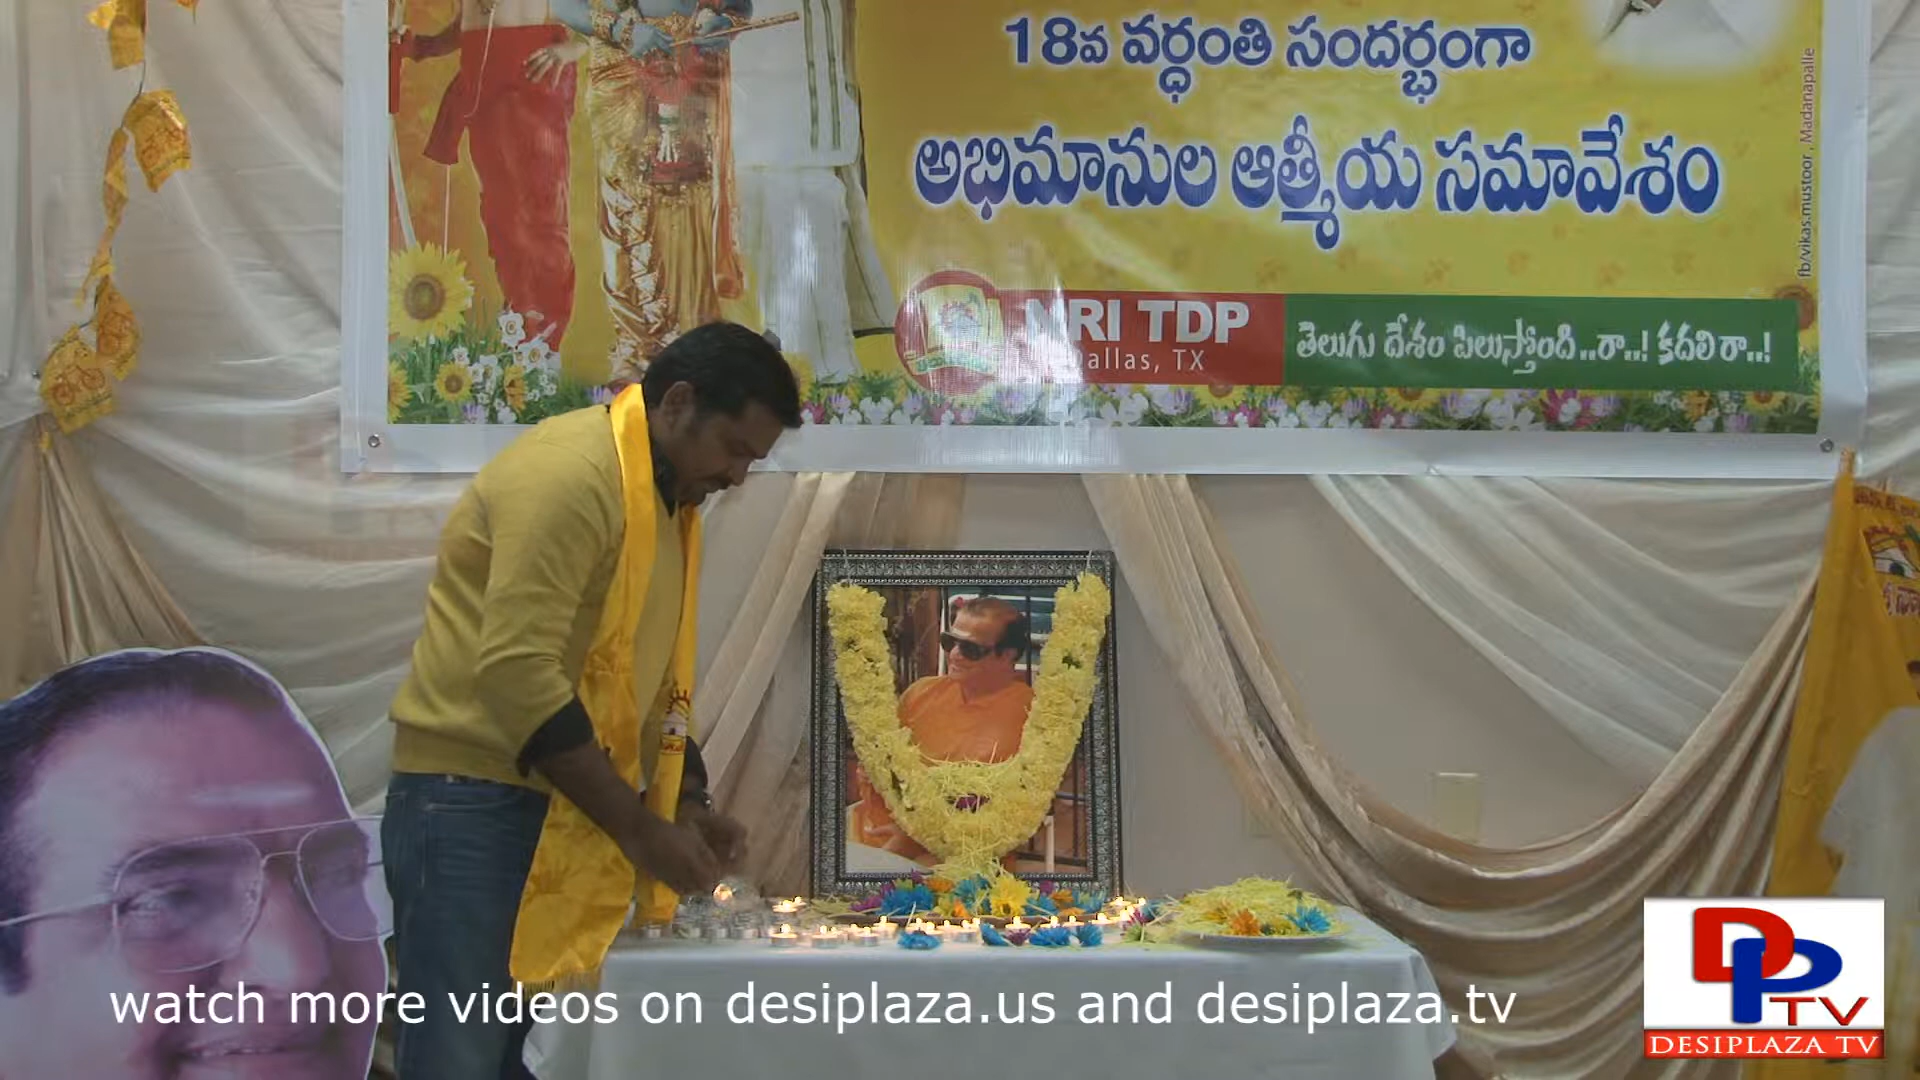 18వ వర్ధంతి సందర్భంగా
అభిమానుల ఆత్మీయ సమావేశం
fb/vikas.mustoor, Madanapalle
NRI TDP
Dallas, TX
తెలుగు దేశం పిలుస్తోంది..రా..! కదలి రా..!
watch more videos on desiplaza.us and desiplaza.tv
DP TV
DESIPLAZA TV